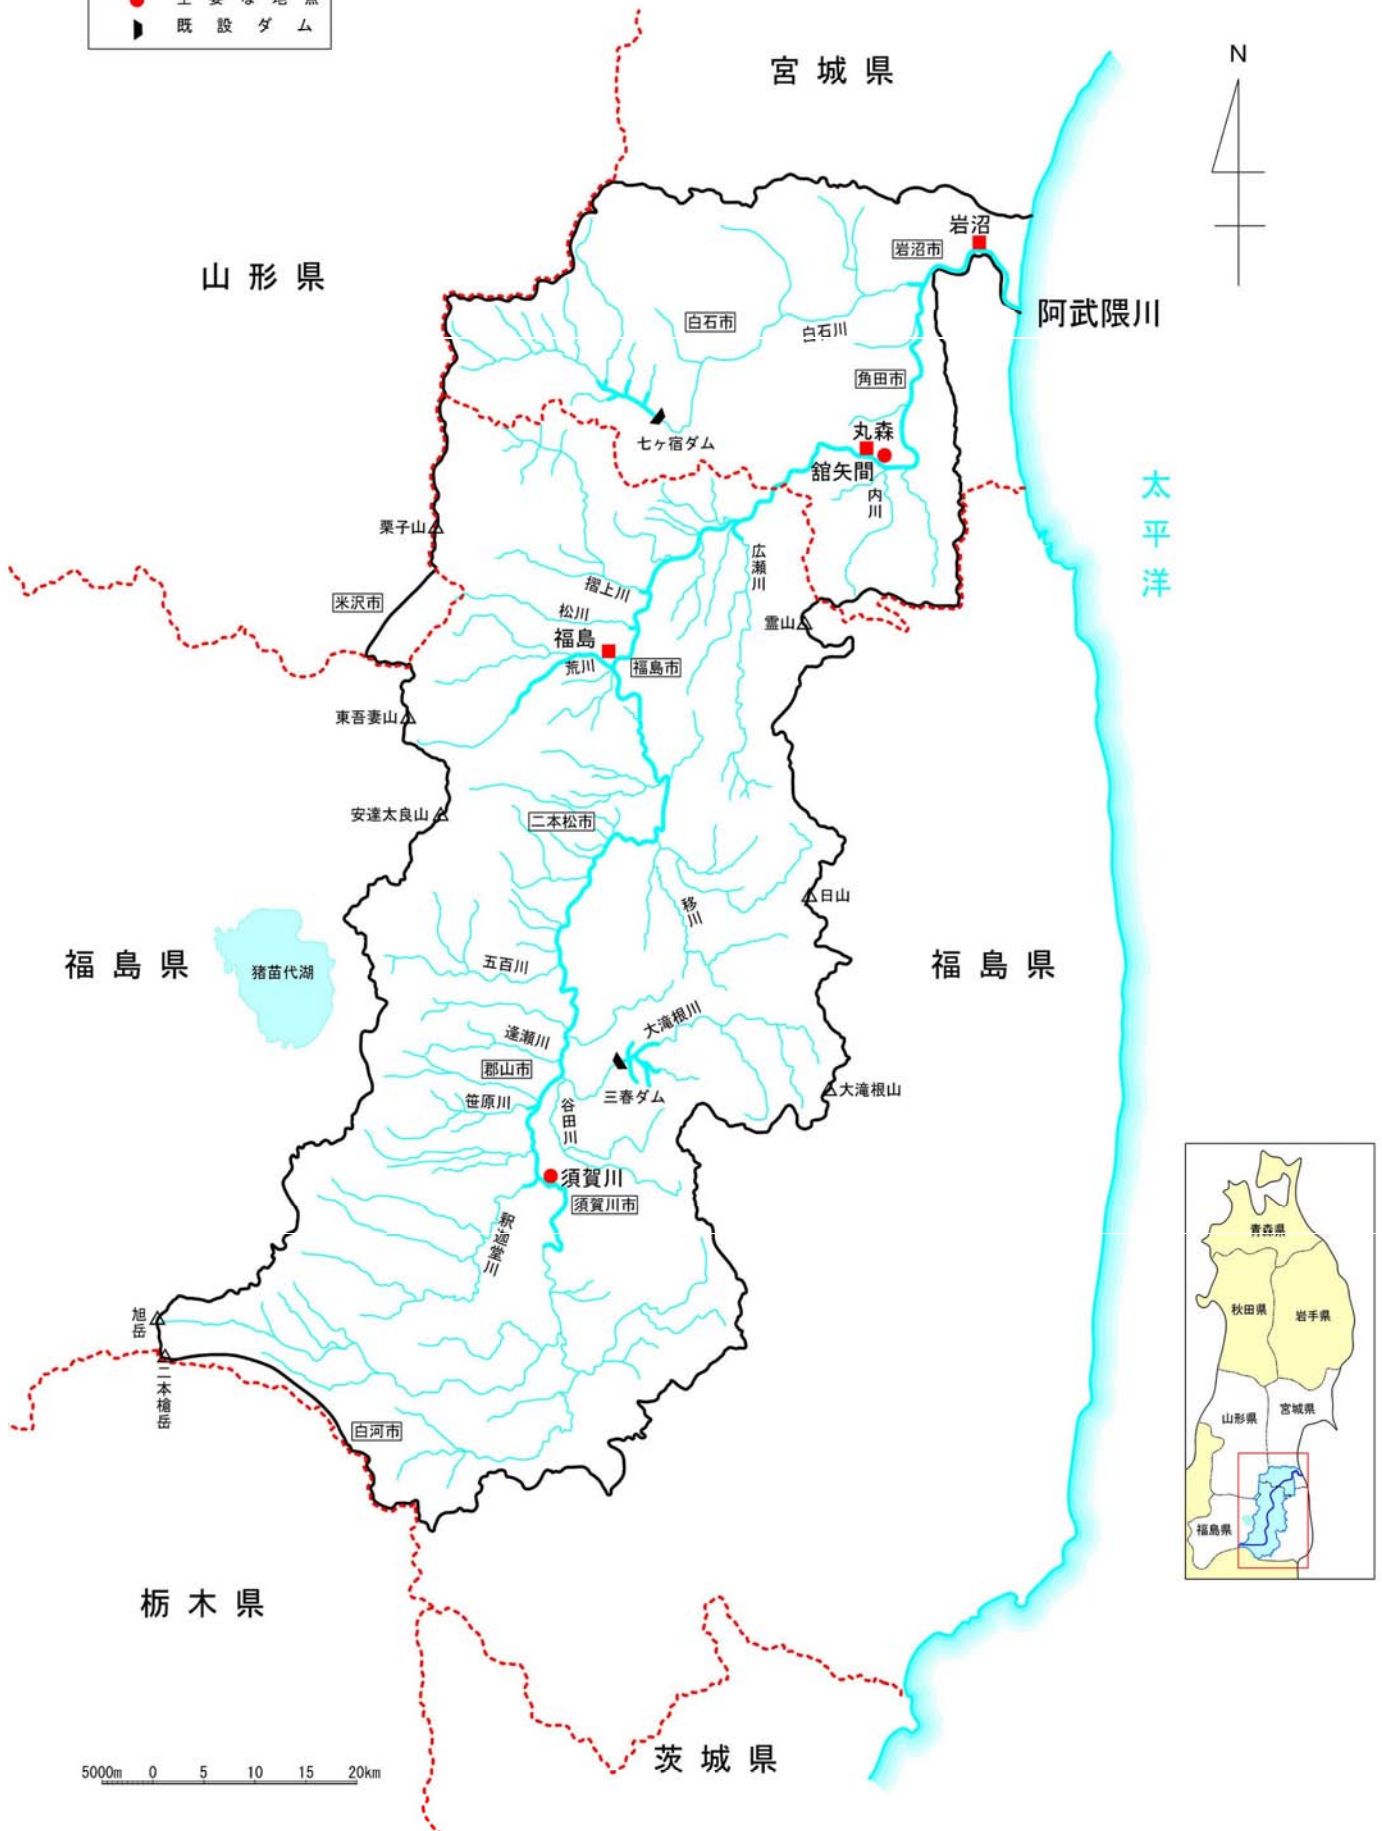 主要な地点
既設ダム
宮城県
N
岩沼
岩沼市
山形県
阿武隈川
白石市
白石川
角田市
丸森
七ヶ宿ダム
舘矢間
太平洋
内川
栗子山
広瀬川
摺上川
米沢市
松川
霊山
福島
荒川
福島市
東吾妻山
安達太良山
二本松市
日山
移川
福島県
猪苗代湖
五百川
福島県
大滝根川
逢瀬川
郡山市
三春ダム
大滝根山
笹原川
谷田川
須賀川
須賀川市
釈迦堂川
青森県
秋田県
岩手県
旭岳
二本槍岳
白河市
山形県
宮城県
福島県
栃木県
茨城県
5000m 0 5 10 15 20km